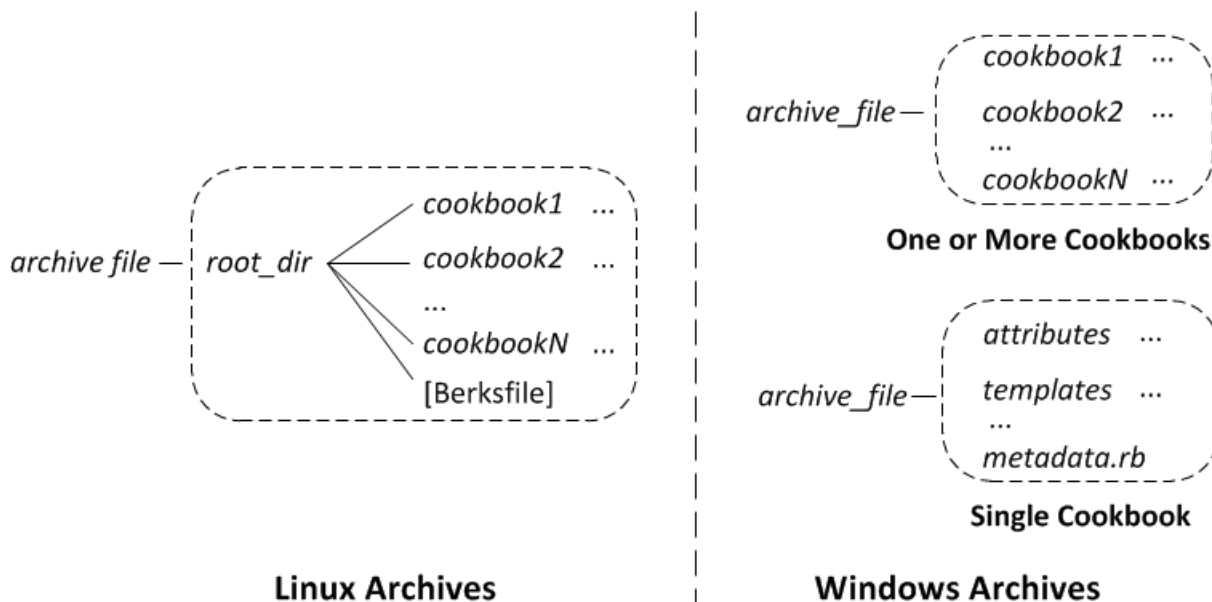 archive file
root_dir
cookbook1 ...
cookbook2 ...
...
cookbookN ...
[Berksfile]
Linux Archives
archive_file
cookbook1 ...
cookbook2 ...
...
cookbookN ...
One or More Cookbooks
archive_file
attributes ...
templates ...
...
metadata.rb
Single Cookbook
Windows Archives